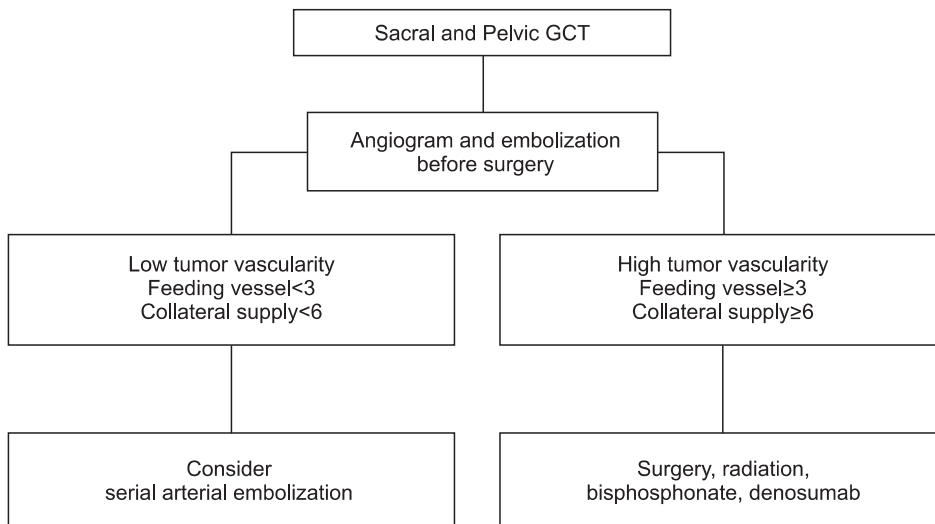 Sacral and Pelvic GCT
Angiogram and embolization
before surgery
Low tumor vascularity
Feeding vessel<3
Collateral supply<6
High tumor vascularity
Feeding vessel≥3
Collateral supply≥6
Consider
serial arterial embolization
Surgery, radiation,
bisphosphonate, denosumab